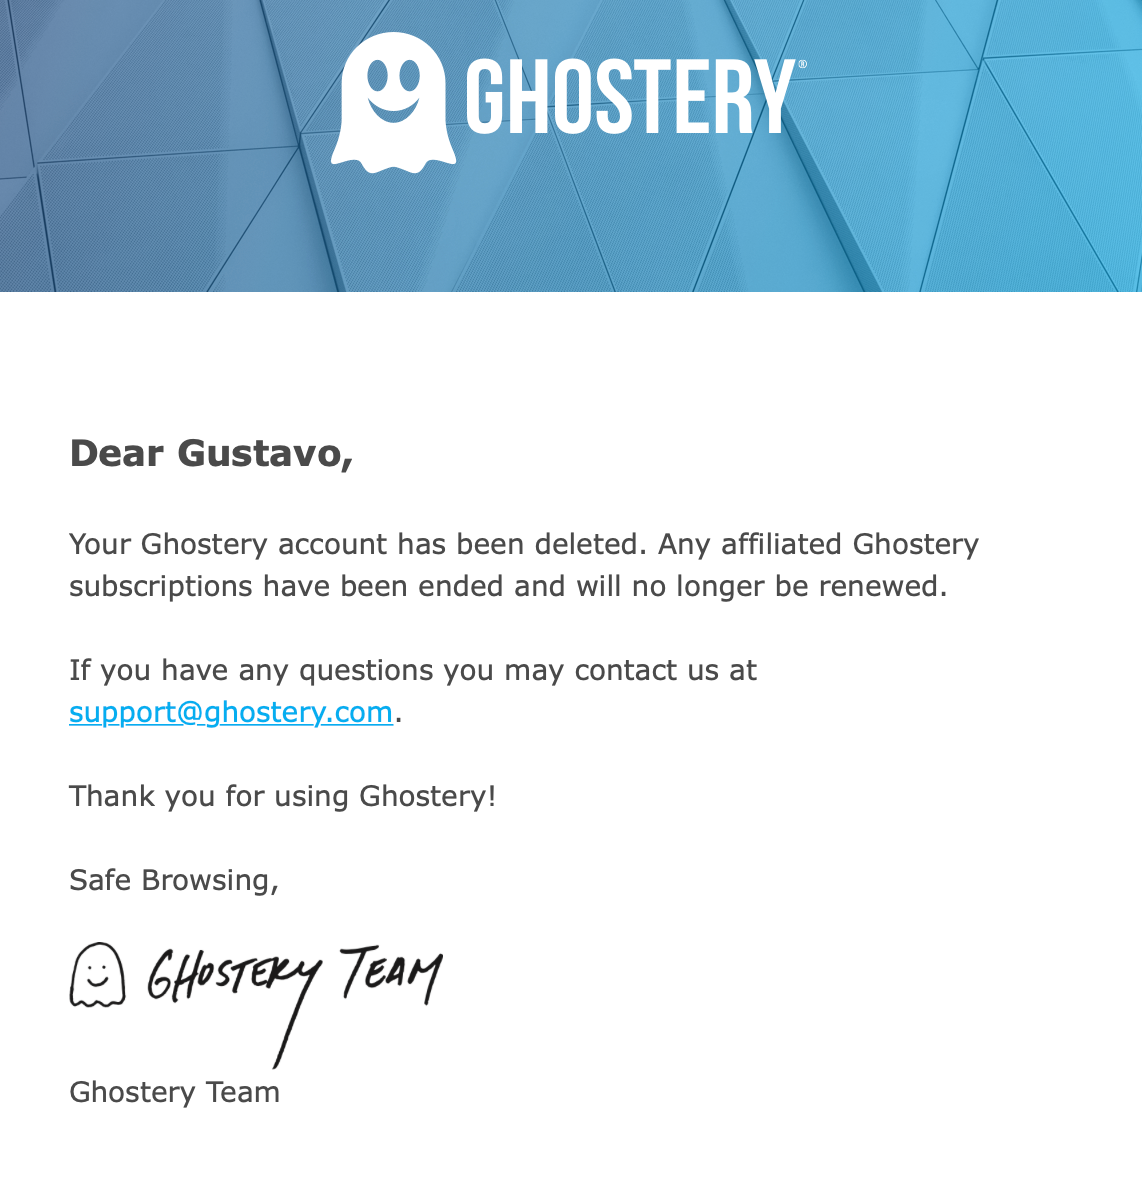 GHOSTERY®
Dear Gustavo,
Your Ghostery account has been deleted. Any affiliated Ghostery
subscriptions have been ended and will no longer be renewed.
If you have any questions you may contact us at
support@ghostery.com.
Thank you for using Ghostery!
Safe Browsing,
GHOSTERY TEAM
Ghostery Team